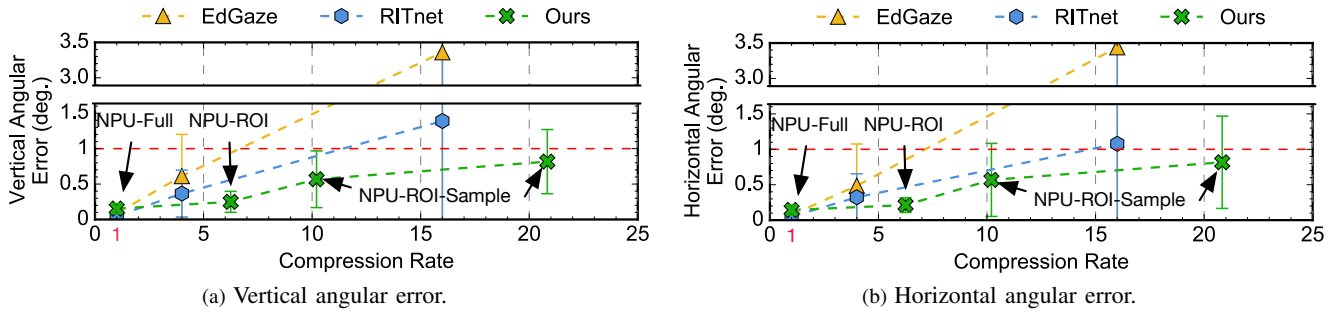 EdGaze RITnet Ours
Vertical Angular
Error (deg.)
3.5
3.0
1.5
1
0.5
0
NPU-Full NPU-ROI
NPU-ROI-Sample
0 1 5 10 15 20 25
Compression Rate
(a) Vertical angular error.
EdGaze RITnet Ours
Horizontal Angular
Error (deg.)
3.5
3.0
1.5
1
0.5
0
NPU-Full NPU-ROI
NPU-ROI-Sample
0 1 5 10 15 20 25
Compression Rate
(b) Horizontal angular error.